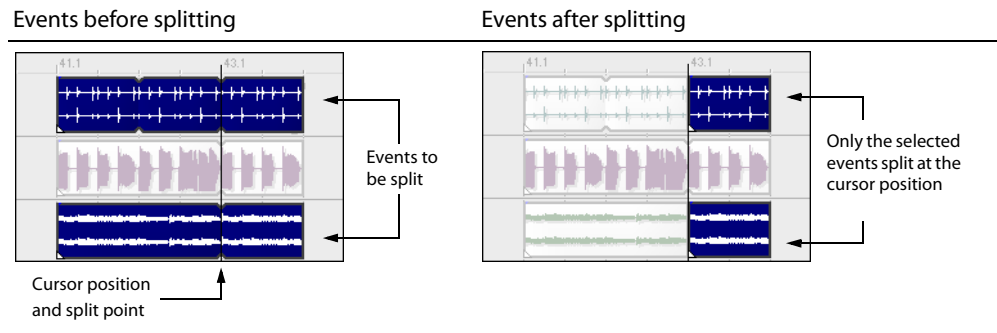 Events before splitting
Events after splitting
41.1 43.1
41.1 43.1
Events to
be split
Only the selected
events split at the
cursor position
Cursor position
and split point